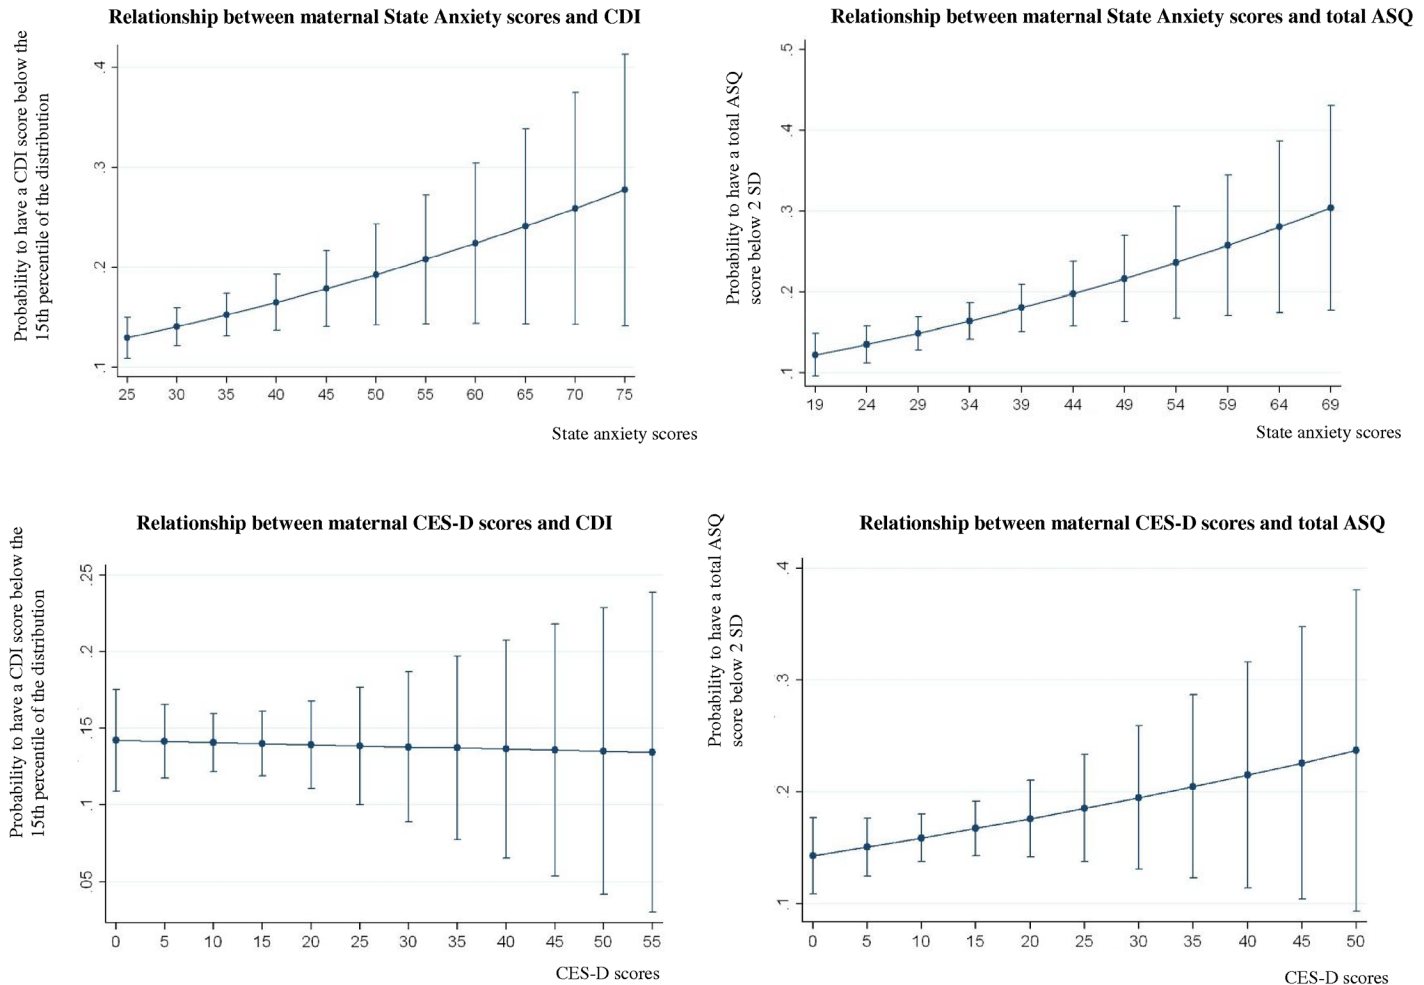 Relationship between maternal State Anxiety scores and CDI
Probability to have a CDI score below the
15th percentile of the distribution
.4
.3
.2
.1
25 30 35 40 45 50 55 60 65 70 75
State anxiety scores
Relationship between maternal State Anxiety scores and total ASQ
Probability to have a total ASQ
score below 2 SD
.5
.4
.3
.2
.1
19 24 29 34 39 44 49 54 59 64 69
State anxiety scores
Relationship between maternal CES-D scores and CDI
Probability to have a CDI score below the
15th percentile of the distribution
.25
.2
.15
.1
.05
0 5 10 15 20 25 30 35 40 45 50 55
CES-D scores
Relationship between maternal CES-D scores and total ASQ
Probability to have a total ASQ
score below 2 SD
.4
.3
.2
.1
0 5 10 15 20 25 30 35 40 45 50
CES-D scores